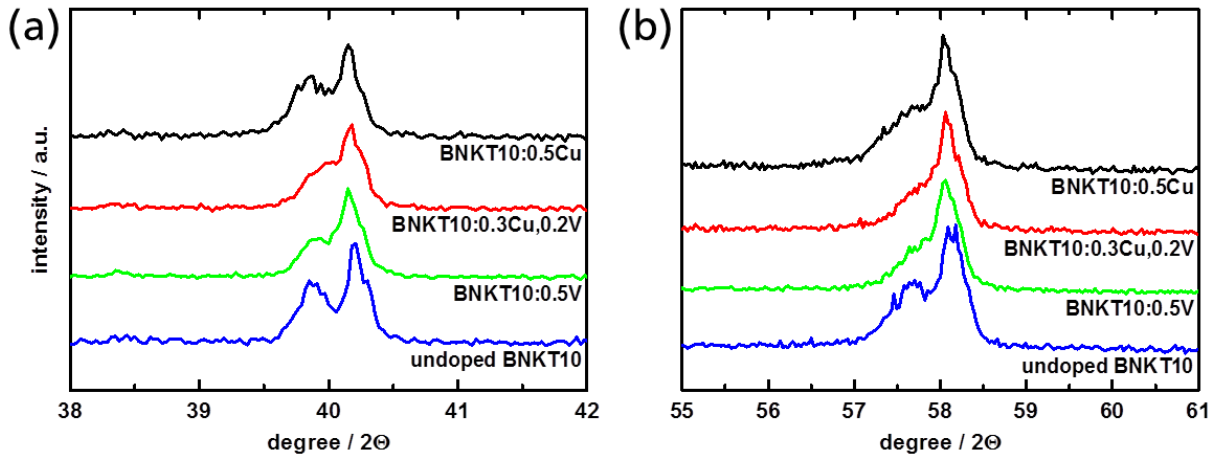 (a)
intensity / a.u.
BNKT10:0.5Cu
BNKT10:0.3Cu,0.2V
BNKT10:0.5V
undoped BNKT10
38 39 40 41 42
degree / 2Θ
(b)
BNKT10:0.5Cu
BNKT10:0.3Cu,0.2V
BNKT10:0.5V
undoped BNKT10
55 56 57 58 59 60 61
degree / 2Θ